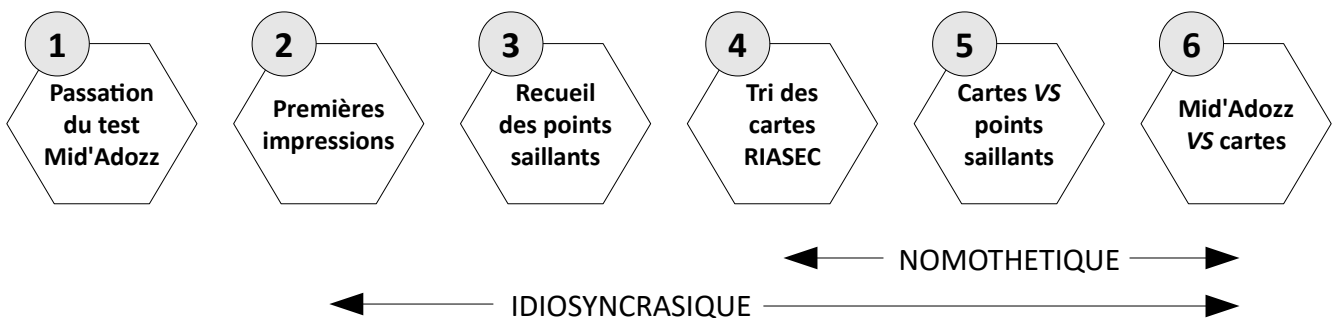 1
Passation
du test
Mid'Adozz
2
Premières
impressions
3
Recueil
des points
saillants
4
Tri des
cartes
RIASEC
5
Cartes VS
points
saillants
6
Mid'Adozz
VS cartes
NOMOTHETIQUE
IDIOSYNCRASIQUE